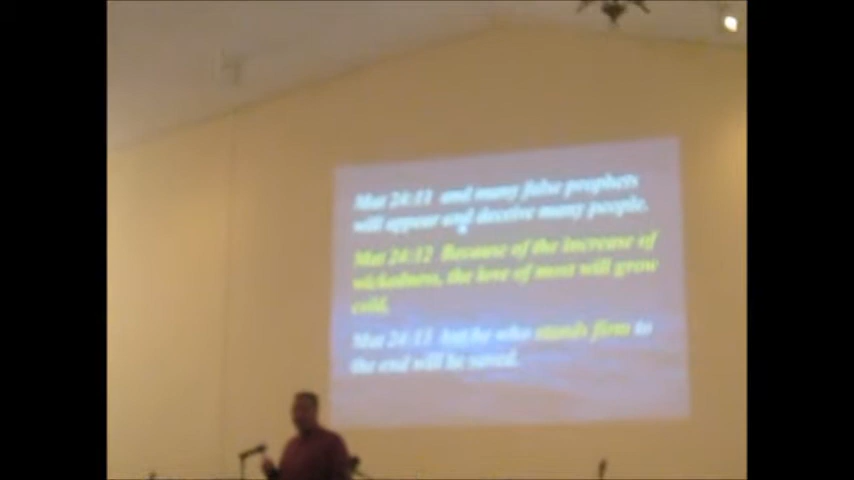 Mat 24:11 and many false prophets
will appear and deceive many people.
Mat 24:12 Because of the increase of
wickedness, the love of most will grow
cold,
Mat 24:13 but he who stands firm to
the end will be saved.